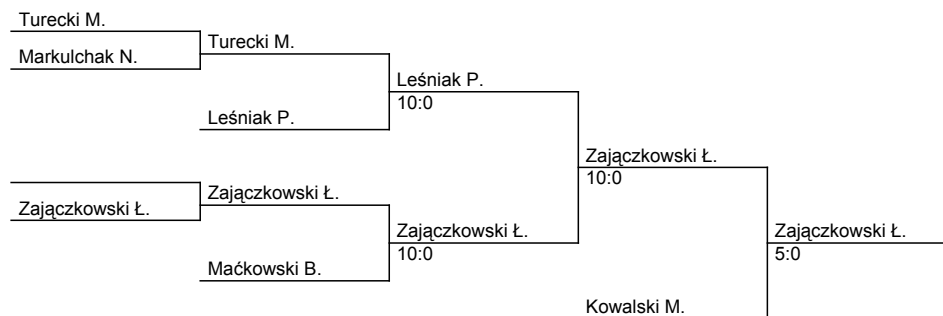 Turecki M.
Markulchak N.
Turecki M.
Leśniak P.
10:0
Leśniak P.
Zajączkowski Ł.
10:0
Zajączkowski Ł.
Zajączkowski Ł.
Zajączkowski Ł.
10:0
Maćkowski B.
Zajączkowski Ł.
5:0
Kowalski M.